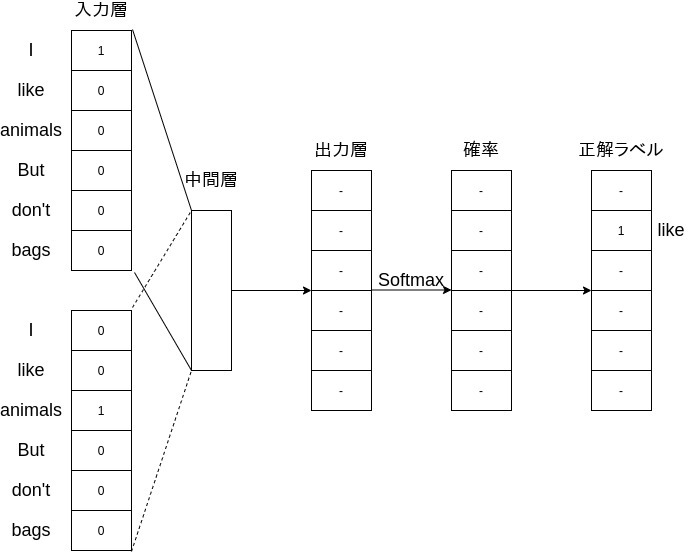 入力層
I 1
like 0
animals 0
But 0
don't 0
bags 0
I 0
like 0
animals 1
But 0
don't 0
bags 0
中間層
出力層
-
-
-
-
-
-
Softmax
確率
-
-
-
-
-
-
正解ラベル
-
1 like
-
-
-
-